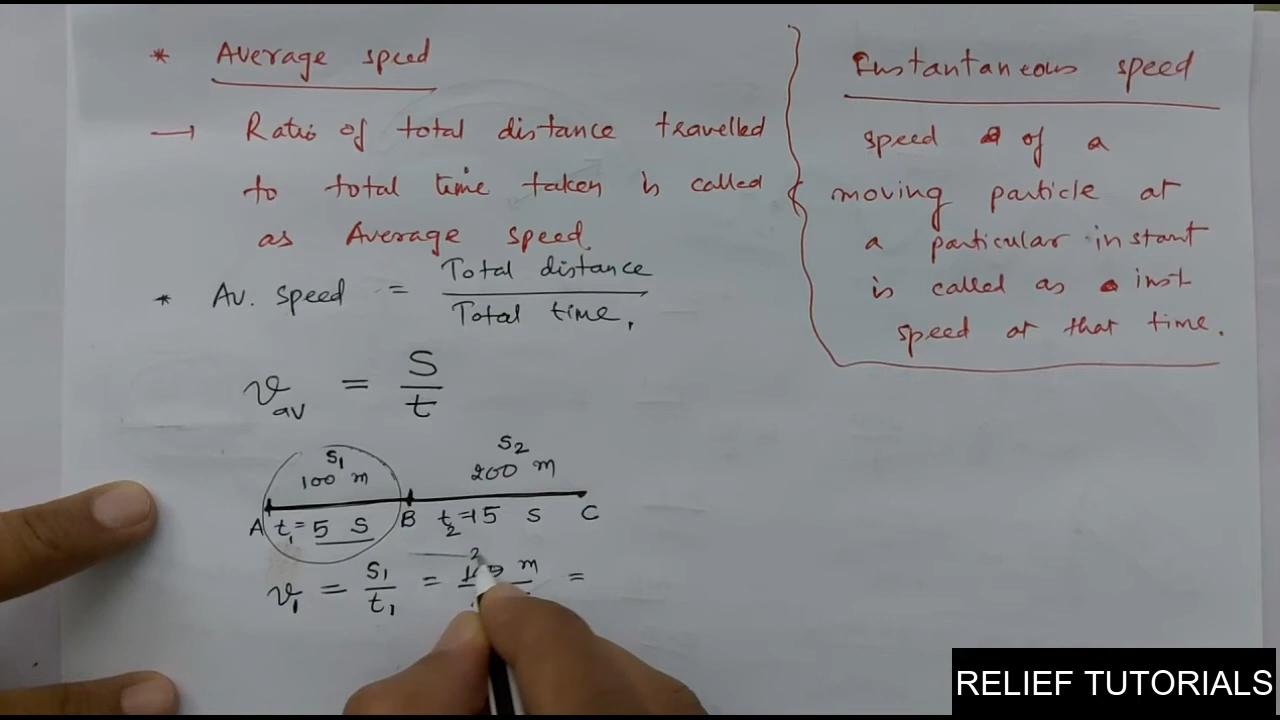 * Average speed
→ Ratio of total distance travelled
to total time taken is called
as Average speed.
* Av. speed = Total distance
Total time,
v_av = S
t
S₁ S₂
100 m 200 m
A t₁ = 5 S B t₂ = 15 S C
v₁ = S₁ = 100 m =
t₁
2
Instantaneous speed
speed of a
moving particle at
a particular instant
is called as inst
speed at that time.
RELIEF TUTORIALS